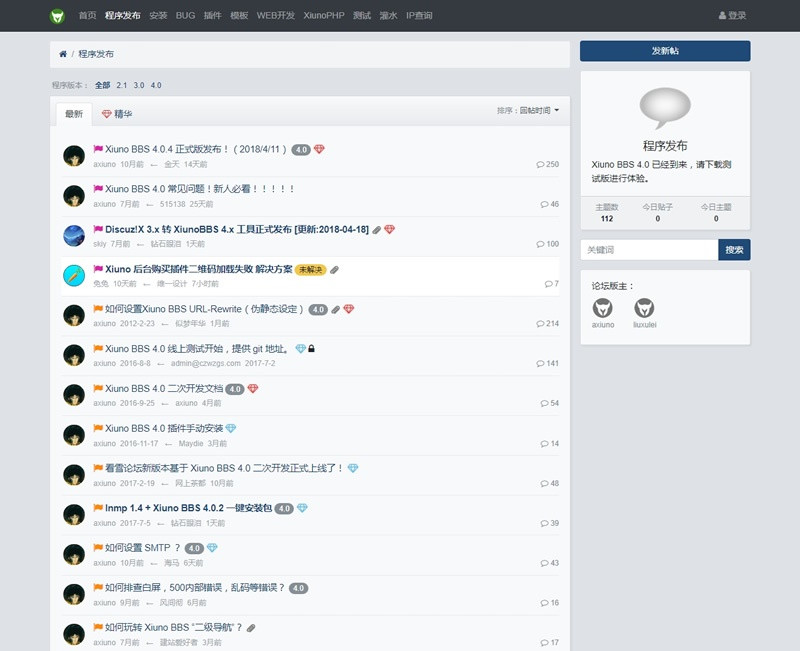 首页 程序发布 安装 BUG 插件 模板 WEB开发 XiunoPHP 测试 灌水 IP查询 登录
/ 程序发布
发新帖
程序版本： 全部 2.1 3.0 4.0
最新 精华 排序：回帖时间
Xiuno BBS 4.0.4 正式版发布！（2018/4/11） 4.0
axiuno 10月前 ← 金天 14天前 250
Xiuno BBS 4.0 常见问题！新人必看！！！！！
axiuno 7月前 ← 515138 25天前 46
Discuz!X 3.x 转 XiunoBBS 4.x 工具正式发布 [更新:2018-04-18]
skiy 7月前 ← 钻石眼泪 1天前 100
Xiuno 后台购买插件二维码加载失败 解决方案 未解决
兔兔 10天前 ← 唯一设计 7小时前 7
如何设置Xiuno BBS URL-Rewrite（伪静态设定） 4.0
axiuno 2012-2-23 ← 似梦年华 1月前 214
Xiuno BBS 4.0 线上测试开始，提供 git 地址。
axiuno 2016-8-8 ← admin@czwzgs.com 2017-7-2 141
Xiuno BBS 4.0 二次开发文档 4.0
axiuno 2016-9-25 ← axiuno 4月前 54
Xiuno BBS 4.0 插件手动安装
axiuno 2016-11-17 ← Maydie 3月前 14
看雪论坛新版本基于 Xiuno BBS 4.0 二次开发正式上线了！
axiuno 2017-2-19 ← 网上茶都 10月前 48
lnmp 1.4 + Xiuno BBS 4.0.2 一键安装包 4.0
axiuno 2017-7-5 ← 钻石眼泪 1天前 39
如何设置 SMTP ？ 4.0
axiuno 10月前 ← 海马 6天前 43
如何排查白屏，500内部错误，乱码等错误？ 4.0
axiuno 9月前 ← 风间彻 6月前 16
如何玩转 Xiuno BBS "二级导航"？
axiuno 7月前 ← 建站爱好者 3月前 17
程序发布
Xiuno BBS 4.0 已经到来，请下载测
试版进行体验。
主题数 今日贴子 今日主题
112 0 0
关键词 搜索
论坛版主：
axiuno liuxulei